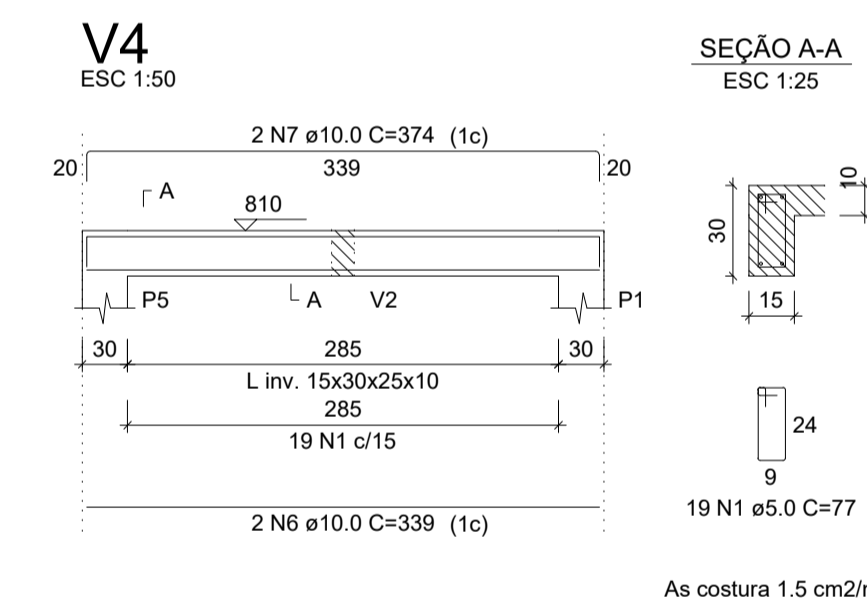 V4
ESC 1:50
SEÇÃO A-A
ESC 1:25
2 N7 ø10.0 C=374 (1c)
20
339
20
A
810
P5
A
V2
P1
30
285
30
L inv. 15x30x25x10
285
19 N1 c/15
2 N6 ø10.0 C=339 (1c)
10
30
15
24
9
19 N1 ø5.0 C=77
As costura 1.5